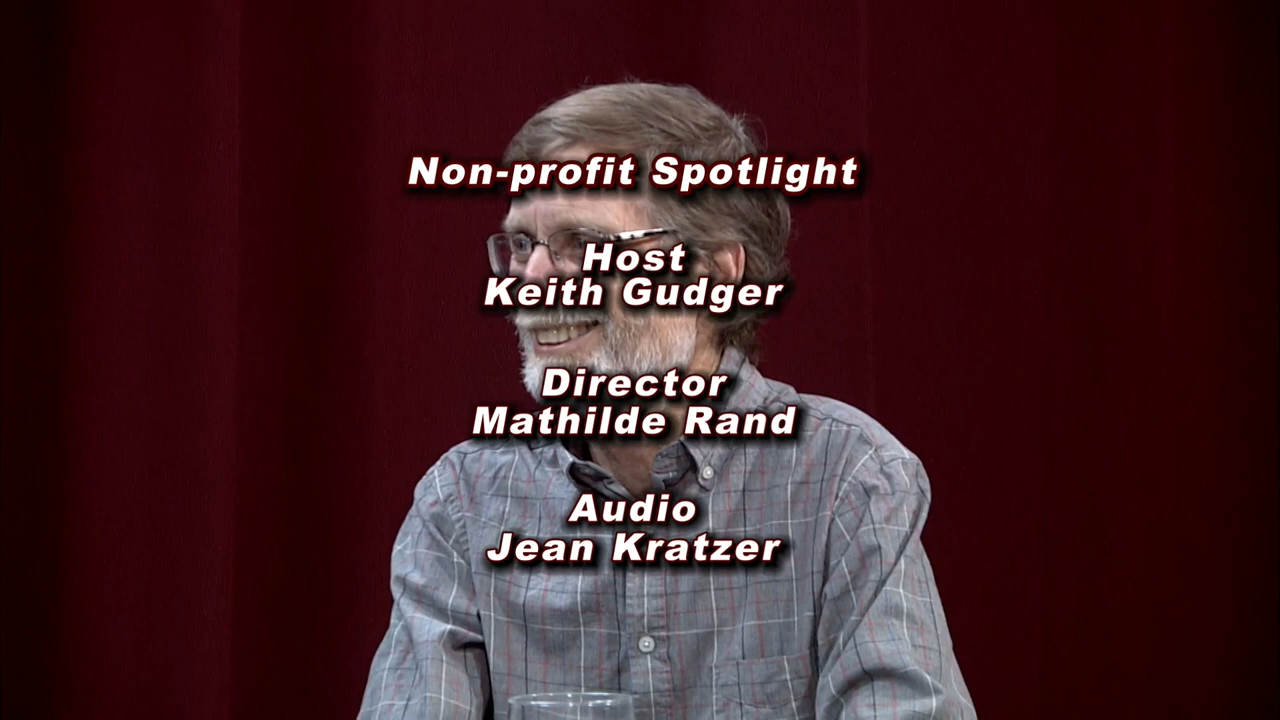 Non-profit Spotlight
Host
Keith Gudger
Director
Mathilde Rand
Audio
Jean Kratzer